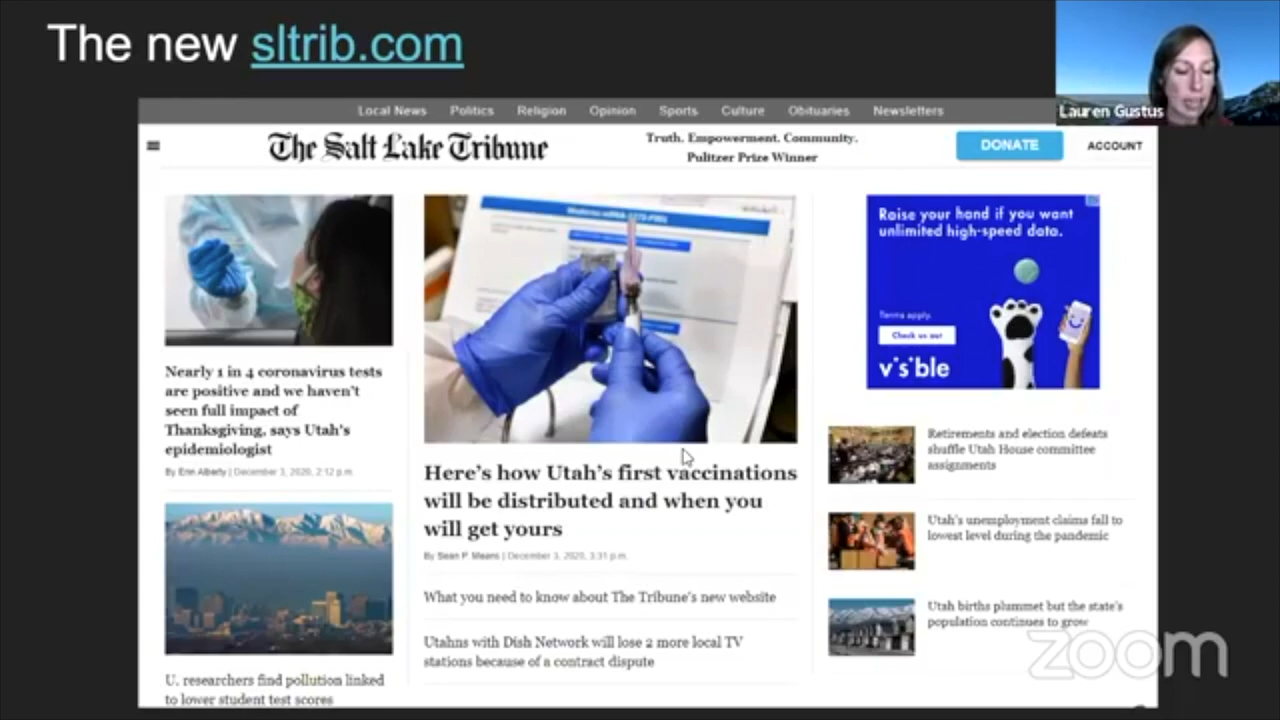 The new sltrib.com
Lauren Gustus
Local News Politics Religion Opinion Sports Culture Obituaries Newsletters
The Salt Lake Tribune
Truth. Empowerment. Community.
Pulitzer Prize Winner
DONATE
ACCOUNT
Nearly 1 in 4 coronavirus tests
are positive and we haven't
seen full impact of
Thanksgiving, says Utah's
epidemiologist
By Erin Alberty | December 3, 2020, 2:12 p.m.
U. researchers find pollution linked
to lower student test scores
Here's how Utah's first vaccinations
will be distributed and when you
will get yours
By Sean P. Means | December 3, 2020, 3:31 p.m.
What you need to know about The Tribune's new website
Utahns with Dish Network will lose 2 more local TV
stations because of a contract dispute
Raise your hand if you want
unlimited high-speed data.
Terms apply.
Check us out
visible
Retirements and election defeats
shuffle Utah House committee
assignments
Utah's unemployment claims fall to
lowest level during the pandemic
Utah births plummet but the state's
population continues to grow
zoom